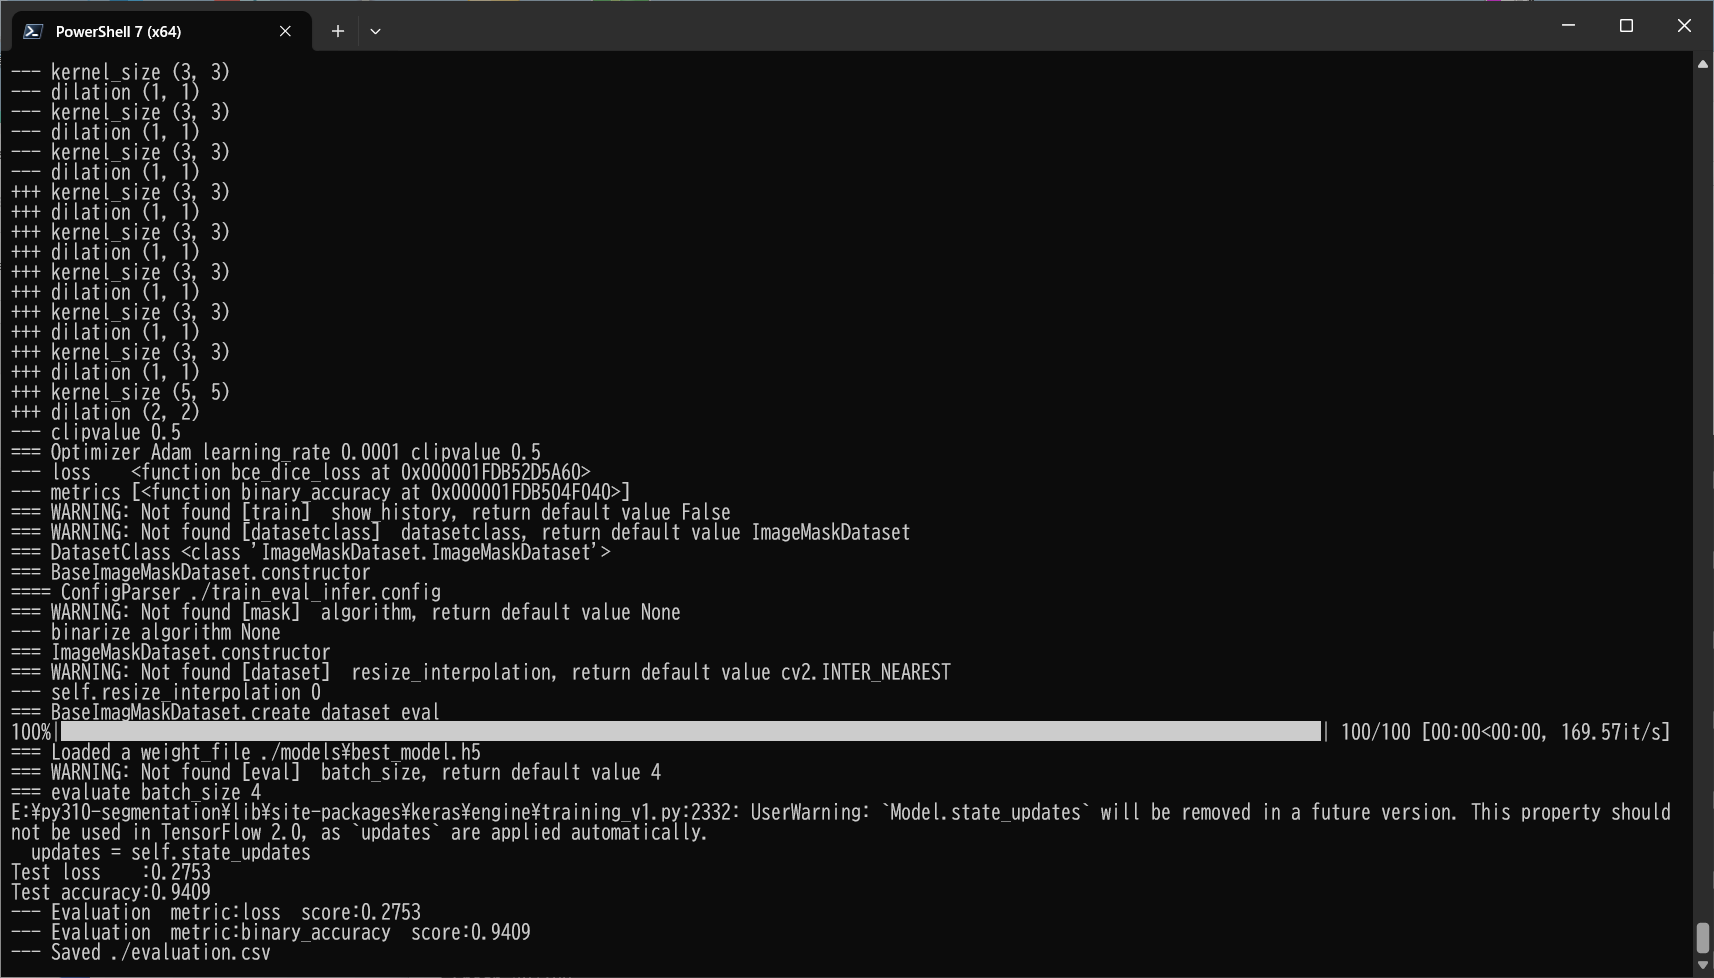 PowerShell 7 (x64)
--- kernel_size (3, 3)
--- dilation (1, 1)
--- kernel_size (3, 3)
--- dilation (1, 1)
--- kernel_size (3, 3)
--- dilation (1, 1)
+++ kernel_size (3, 3)
+++ dilation (1, 1)
+++ kernel_size (3, 3)
+++ dilation (1, 1)
+++ kernel_size (3, 3)
+++ dilation (1, 1)
+++ kernel_size (3, 3)
+++ dilation (1, 1)
+++ kernel_size (3, 3)
+++ dilation (1, 1)
+++ kernel_size (5, 5)
+++ dilation (2, 2)
--- clipvalue 0.5
=== Optimizer Adam learning_rate 0.0001 clipvalue 0.5
--- loss    <function bce_dice_loss at 0x000001FDB52D5A60>
--- metrics [<function binary_accuracy at 0x000001FDB504F040>]
=== WARNING: Not found [train]  show_history, return default value False
=== WARNING: Not found [datasetclass]  datasetclass, return default value ImageMaskDataset
=== DatasetClass <class 'ImageMaskDataset.ImageMaskDataset'>
=== BaseImageMaskDataset.constructor
==== ConfigParser ./train_eval_infer.config
=== WARNING: Not found [mask]  algorithm, return default value None
--- binarize algorithm None
=== ImageMaskDataset.constructor
=== WARNING: Not found [dataset]  resize_interpolation, return default value cv2.INTER_NEAREST
--- self.resize_interpolation 0
=== BaseImagMaskDataset.create dataset eval
100%| | 100/100 [00:00<00:00, 169.57it/s]
=== Loaded a weight_file ./models¥best_model.h5
=== WARNING: Not found [eval]  batch_size, return default value 4
=== evaluate batch_size 4
E:¥py310-segmentation¥lib¥site-packages¥keras¥engine¥training_v1.py:2332: UserWarning: `Model.state_updates` will be removed in a future version. This property should
not be used in TensorFlow 2.0, as `updates` are applied automatically.
  updates = self.state_updates
Test loss    :0.2753
Test accuracy:0.9409
--- Evaluation  metric:loss  score:0.2753
--- Evaluation  metric:binary_accuracy  score:0.9409
--- Saved ./evaluation.csv